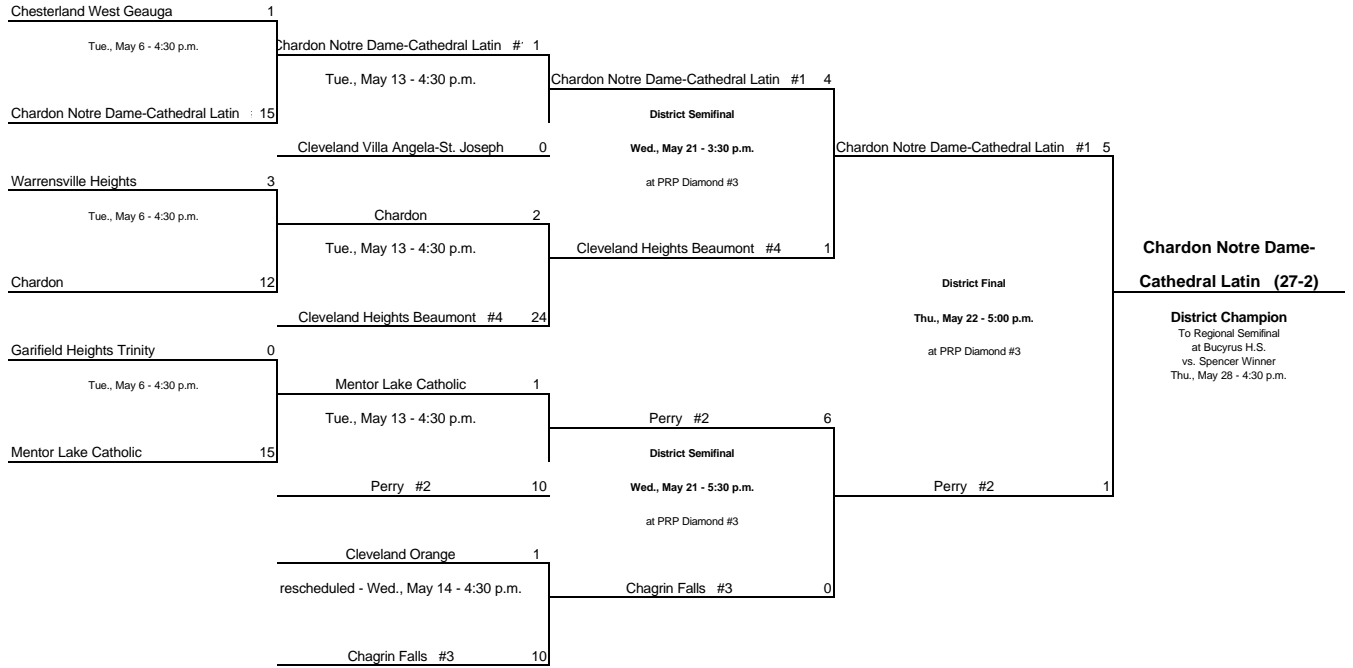 Chesterland West Geauga 1
Tue., May 6 - 4:30 p.m.
Chardon Notre Dame-Cathedral Latin 15
Warrensville Heights 3
Tue., May 6 - 4:30 p.m.
Chardon 12
Garifield Heights Trinity 0
Tue., May 6 - 4:30 p.m.
Mentor Lake Catholic 15
Chardon Notre Dame-Cathedral Latin #1 1
Tue., May 13 - 4:30 p.m.
Cleveland Villa Angela-St. Joseph 0
Chardon 2
Tue., May 13 - 4:30 p.m.
Cleveland Heights Beaumont #4 24
Mentor Lake Catholic 1
Tue., May 13 - 4:30 p.m.
Perry #2 10
Cleveland Orange 1
rescheduled - Wed., May 14 - 4:30 p.m.
Chagrin Falls #3 10
Chardon Notre Dame-Cathedral Latin #1 4
District Semifinal
Wed., May 21 - 3:30 p.m.
at PRP Diamond #3
Cleveland Heights Beaumont #4 1
Perry #2 6
District Semifinal
Wed., May 21 - 5:30 p.m.
at PRP Diamond #3
Chagrin Falls #3 0
Chardon Notre Dame-Cathedral Latin #1 5
District Final
Thu., May 22 - 5:00 p.m.
at PRP Diamond #3
Perry #2 1
Chardon Notre Dame-
Cathedral Latin (27-2)
District Champion
To Regional Semifinal
at Bucyrus H.S.
vs. Spencer Winner
Thu., May 28 - 4:30 p.m.